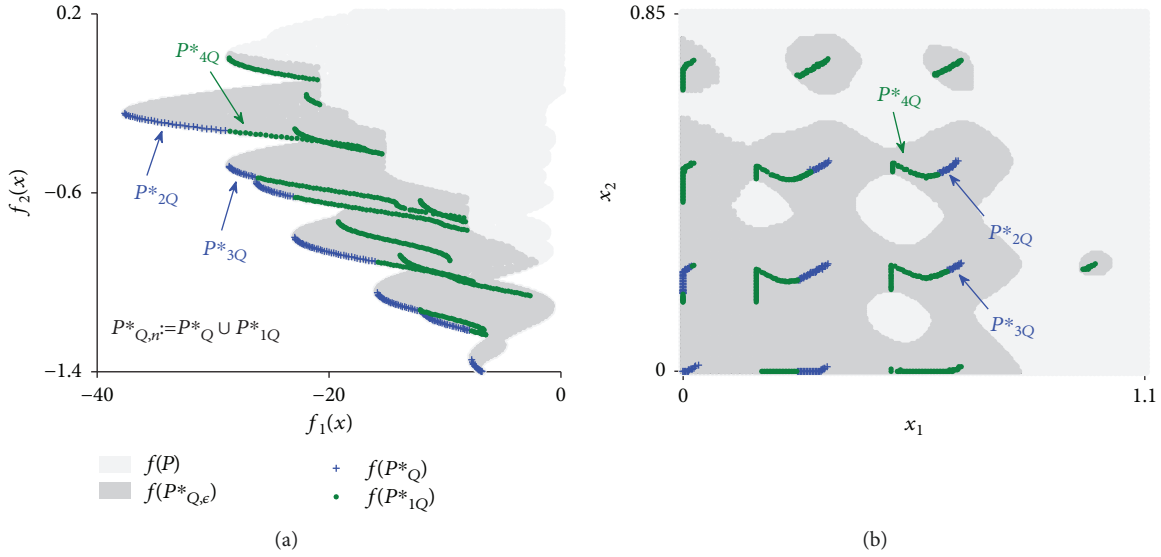 0.2
P*4Q
P*2Q
P*3Q
−0.6
f2(x)
P*Q,n:=P*Q ∪ P*1Q
−1.4
−40
−20
0
f1(x)
f(P)
f(P*Q,ϵ)
f(P*Q)
f(P*1Q)
(a)
0.85
P*4Q
x2
P*2Q
P*3Q
0
0
1.1
x1
(b)